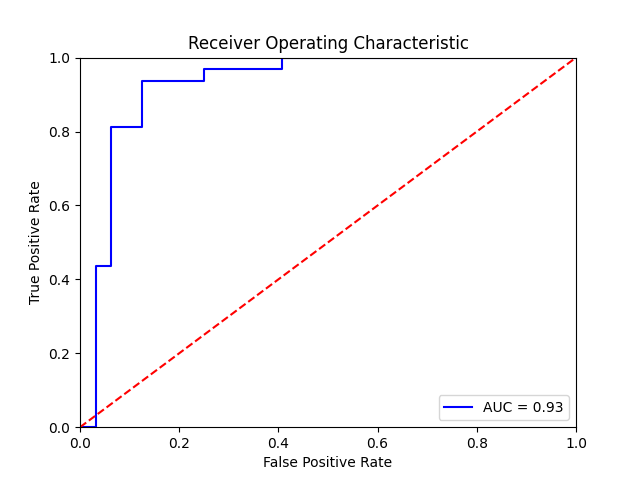 Receiver Operating Characteristic
1.0
0.8
0.6
0.4
0.2
0.0
True Positive Rate
AUC = 0.93
0.0 0.2 0.4 0.6 0.8 1.0
False Positive Rate